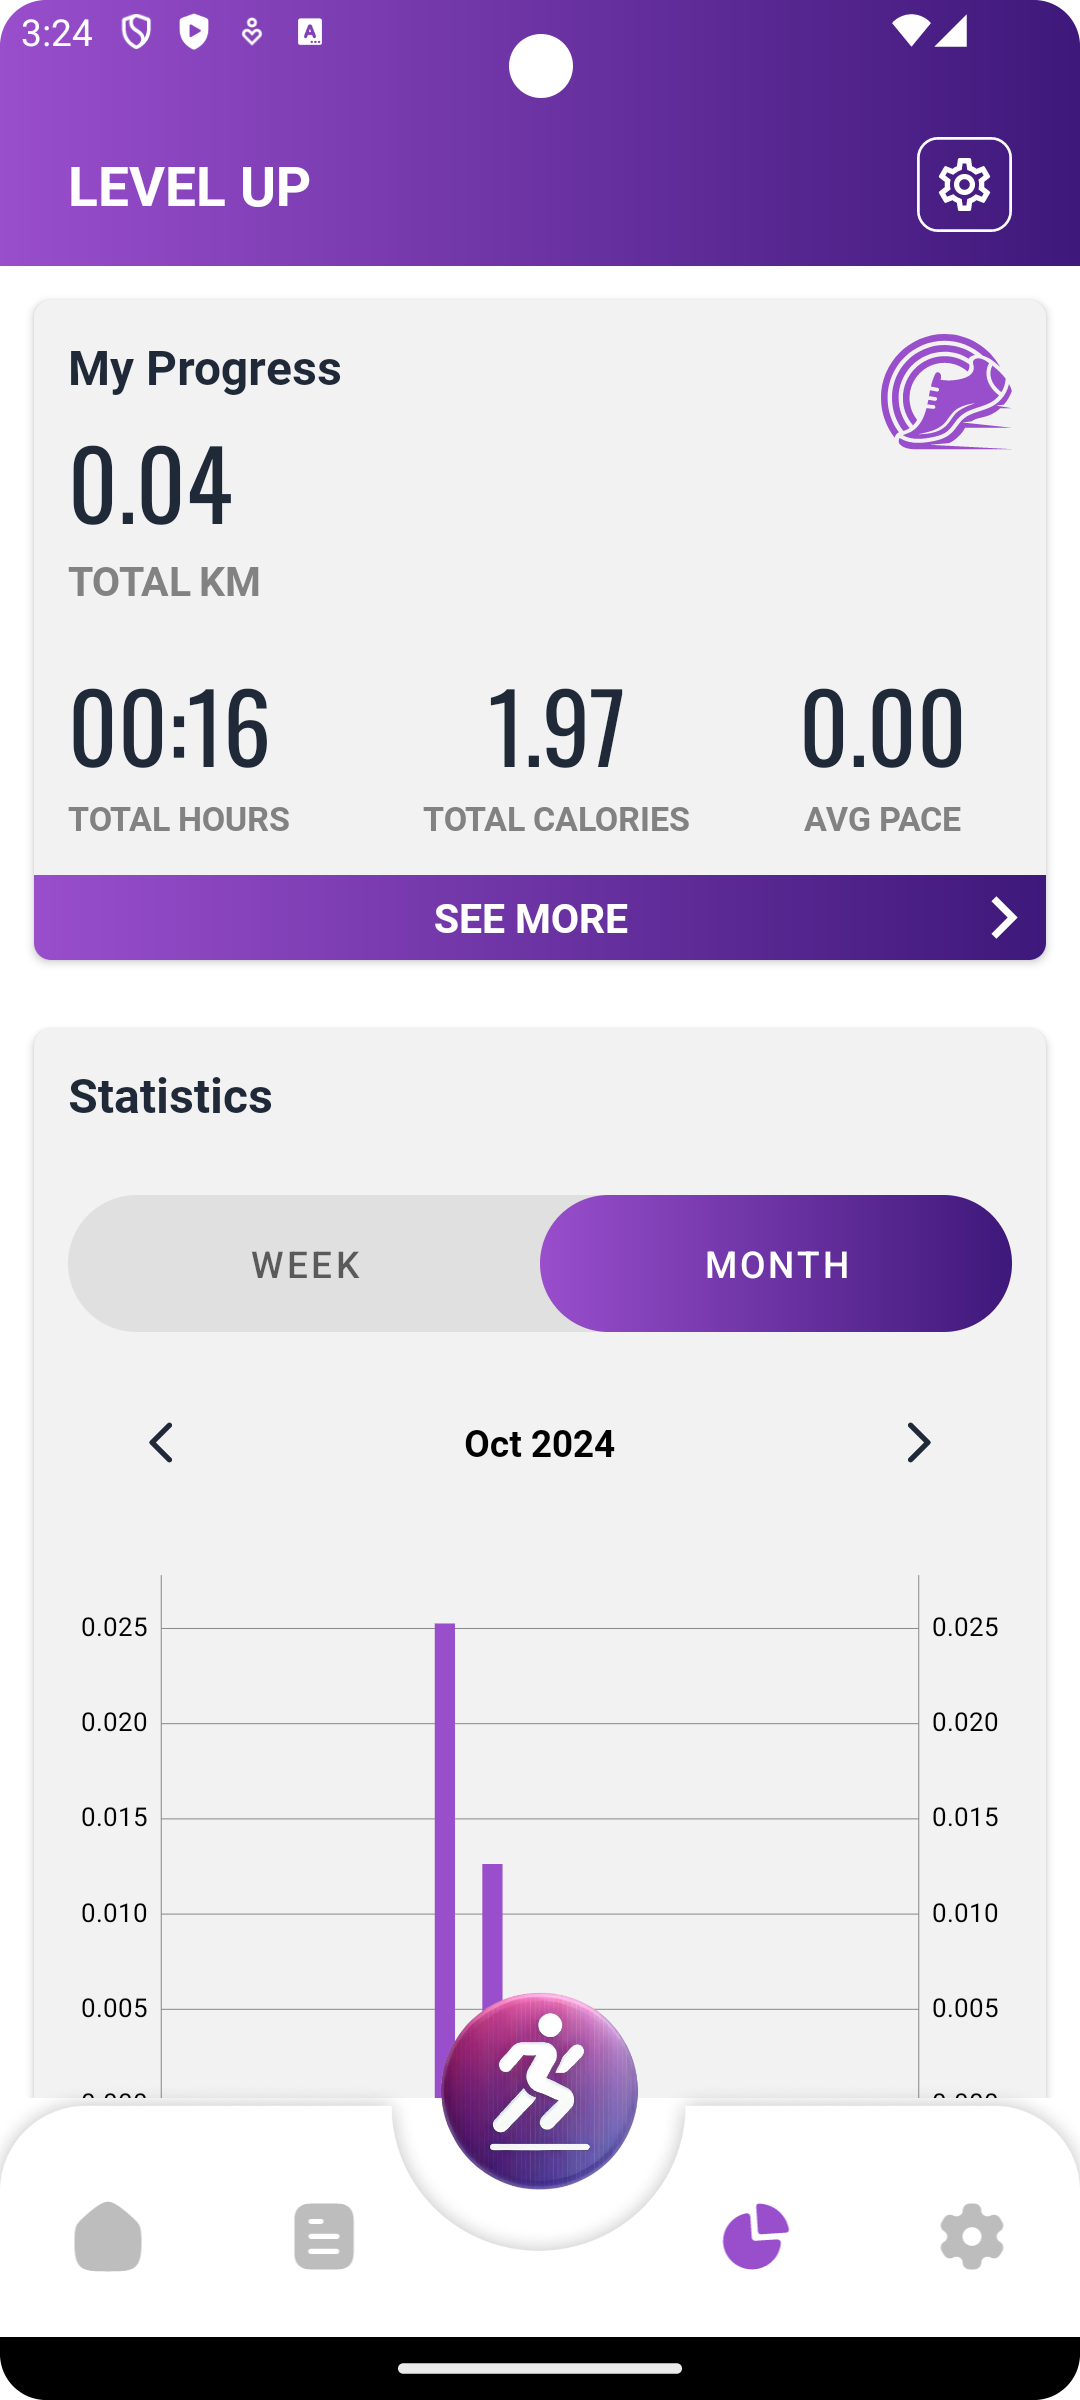 3:24
LEVEL UP
My Progress
0.04
TOTAL KM
00:16 1.97 0.00
TOTAL HOURS TOTAL CALORIES AVG PACE
SEE MORE
Statistics
WEEK MONTH
Oct 2024
0.025 0.025
0.020 0.020
0.015 0.015
0.010 0.010
0.005 0.005